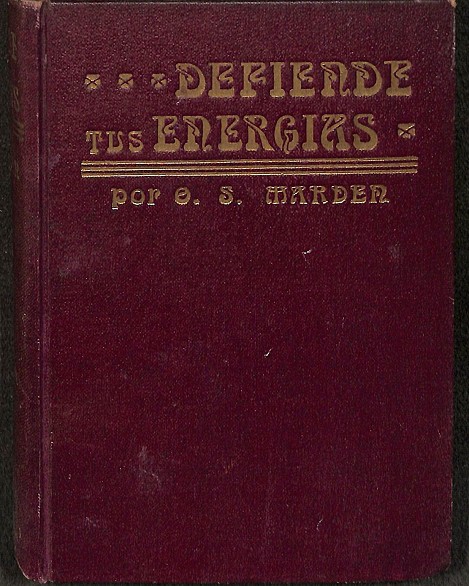 DEFIENDE
TUS ENERGIAS
por O. S. MARDEN